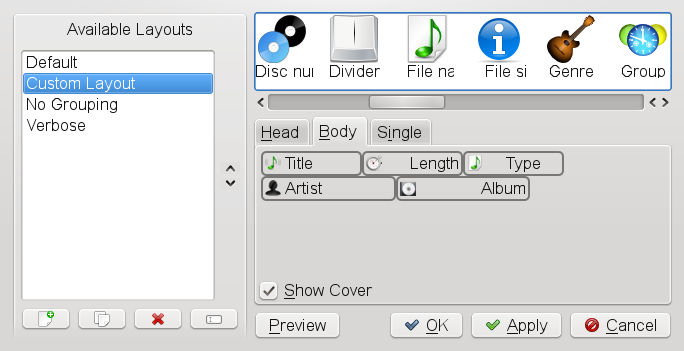 Available Layouts
Default
Custom Layout
No Grouping
Verbose
Disc nu
Divider
File na
File si
Genre
Group
Head
Body
Single
Title
Length
Type
Artist
Album
Show Cover
Preview
OK
Apply
Cancel